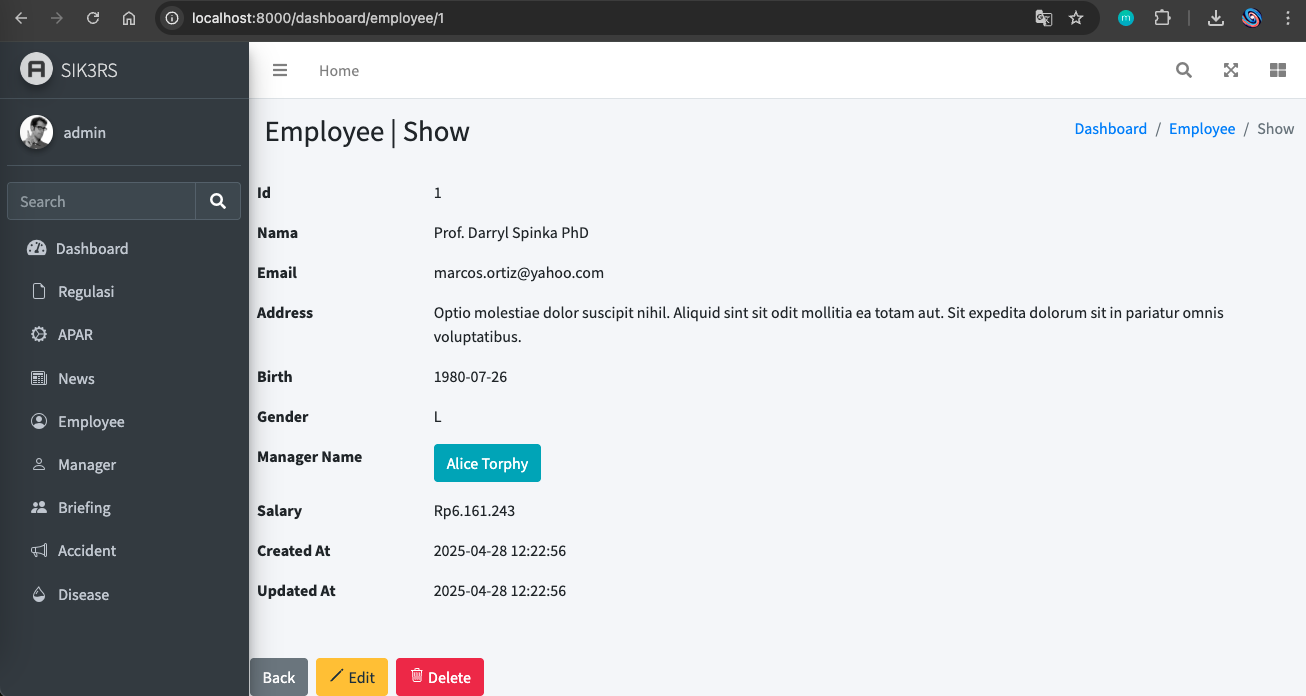 localhost:8000/dashboard/employee/1
m
SIK3RS
Home
admin
Employee | Show
Dashboard / Employee / Show
Search
Dashboard
Regulasi
APAR
News
Employee
Manager
Briefing
Accident
Disease
Id 1
Nama Prof. Darryl Spinka PhD
Email marcos.ortiz@yahoo.com
Address Optio molestiae dolor suscipit nihil. Aliquid sint sit odit mollitia ea totam aut. Sit expedita dolorum sit in pariatur omnis
voluptatibus.
Birth 1980-07-26
Gender L
Manager Name Alice Torphy
Salary Rp6.161.243
Created At 2025-04-28 12:22:56
Updated At 2025-04-28 12:22:56
Back Edit Delete